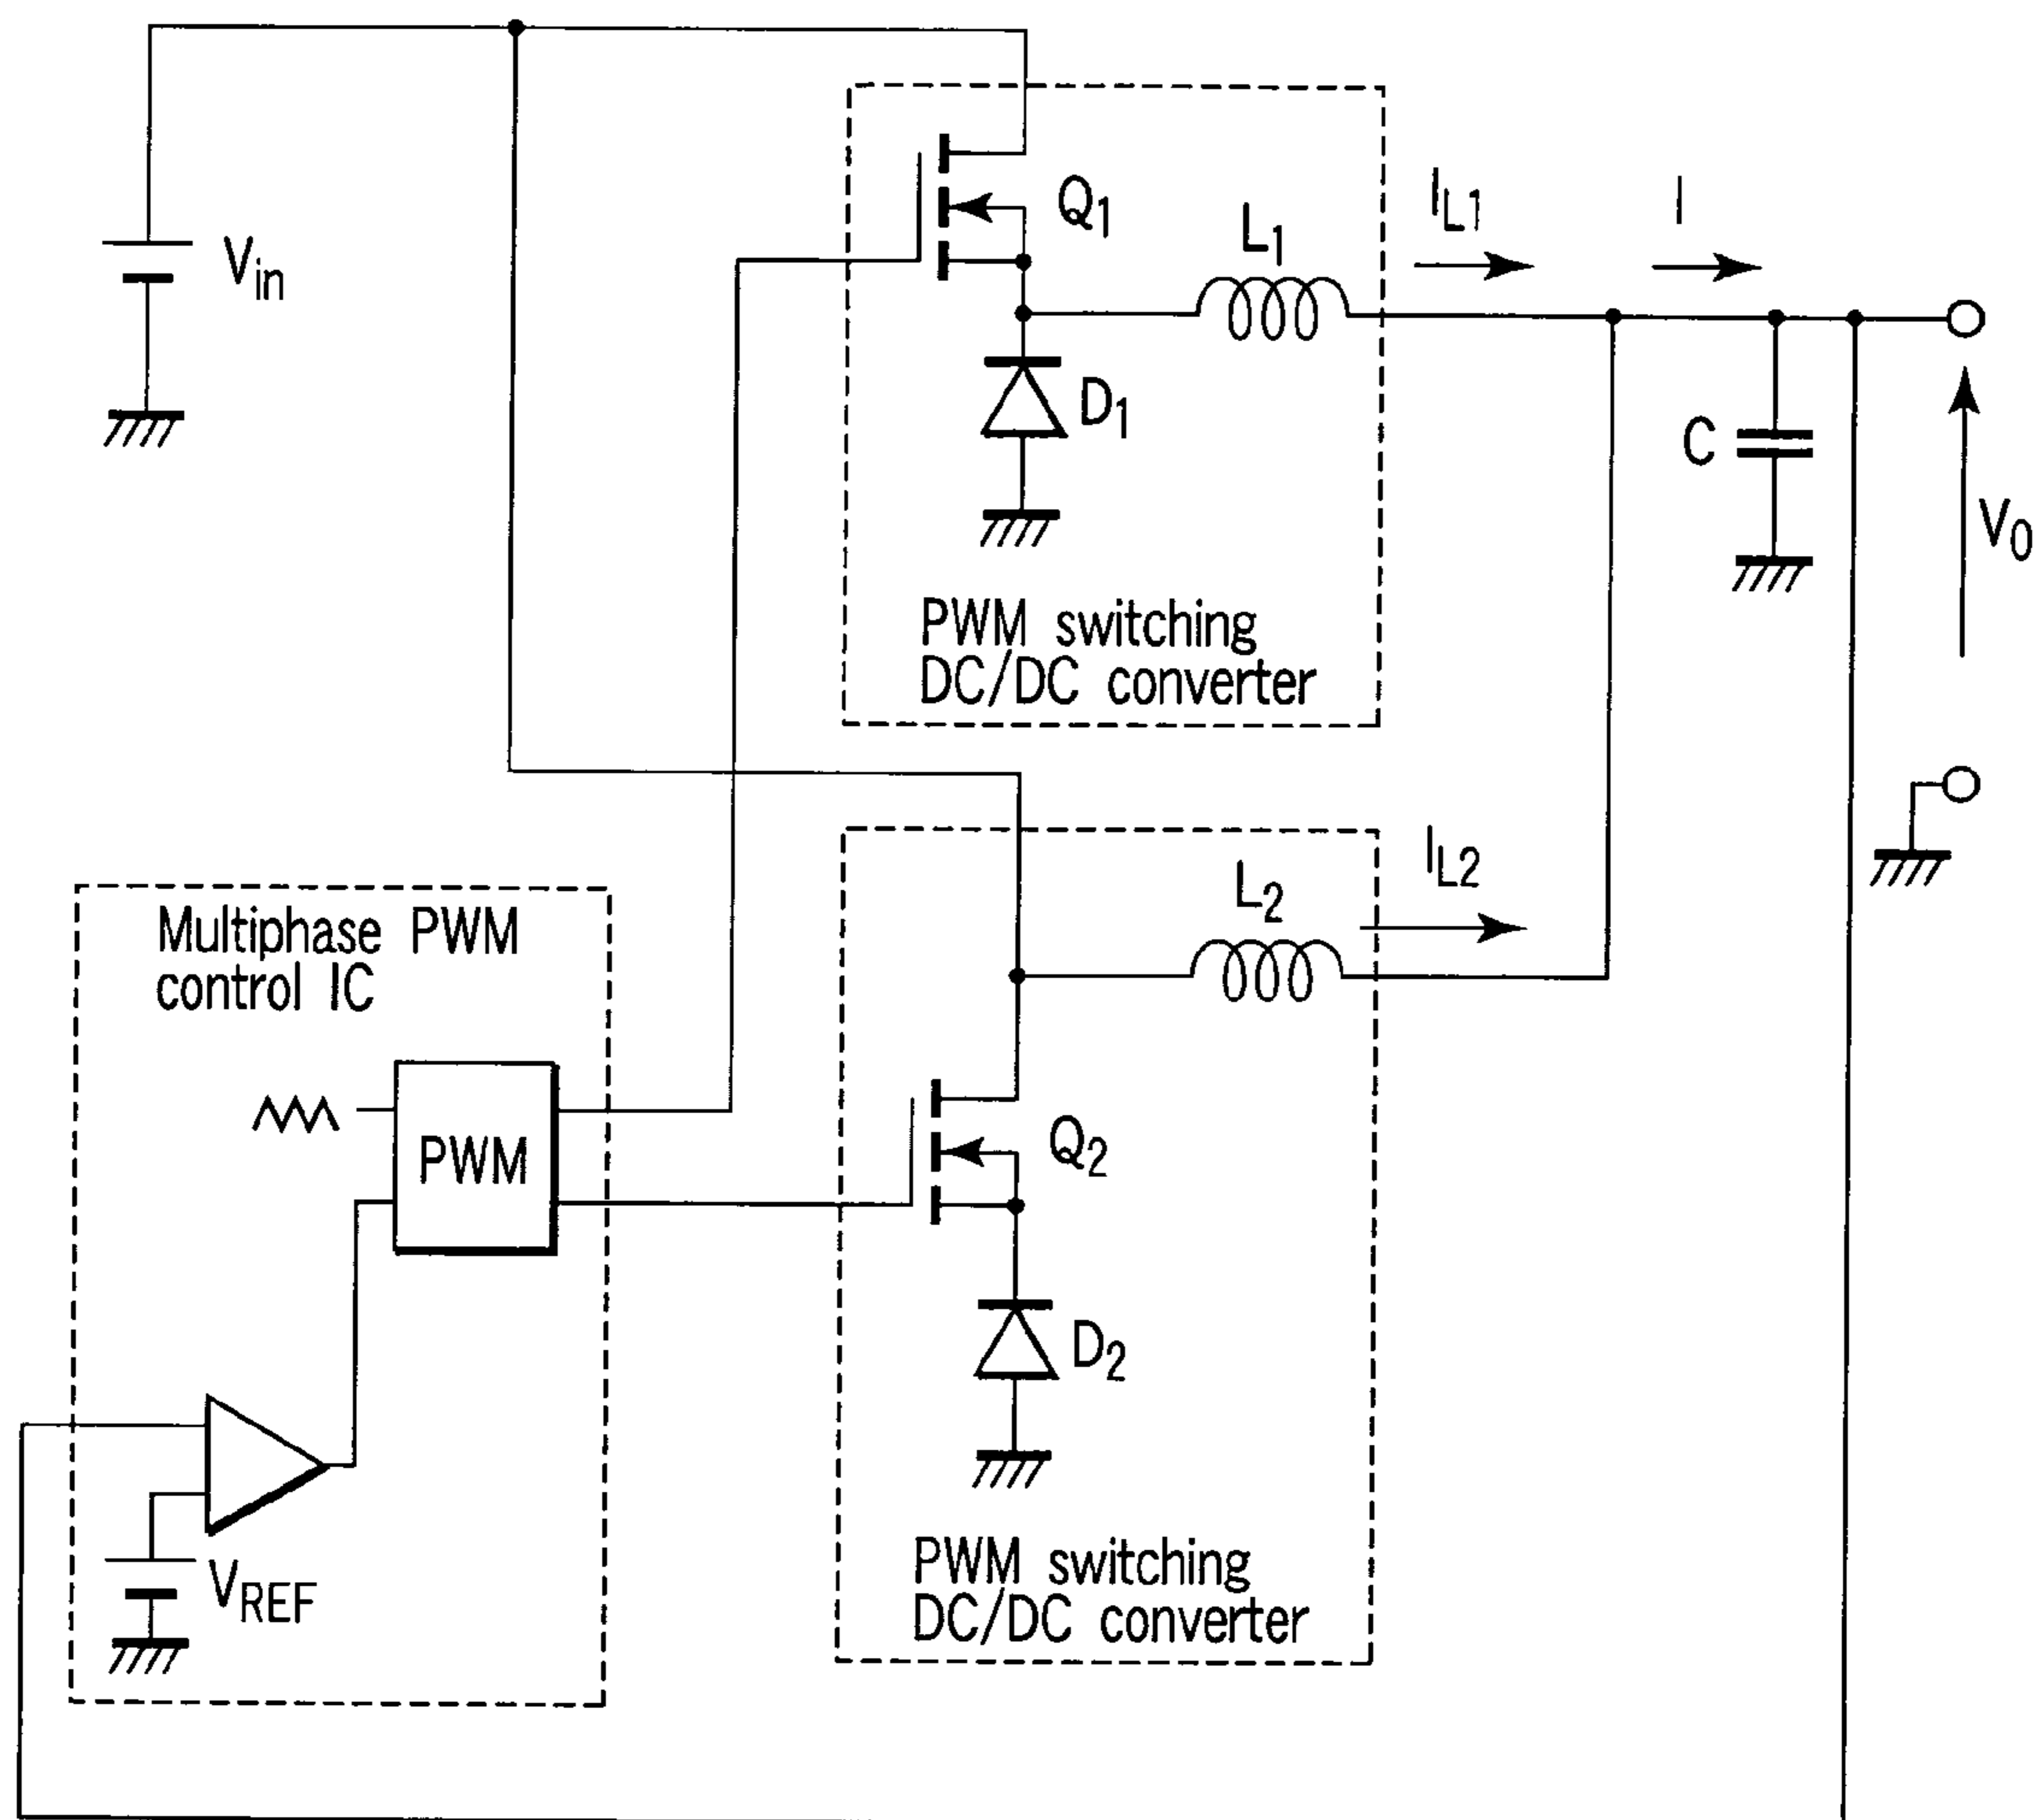 Vin
Q1
L1
IL1
I
D1
C
V0
PWM switching
DC/DC converter
Multiphase PWM
control IC
L2
IL2
PWM
Q2
D2
VREF
PWM switching
DC/DC converter